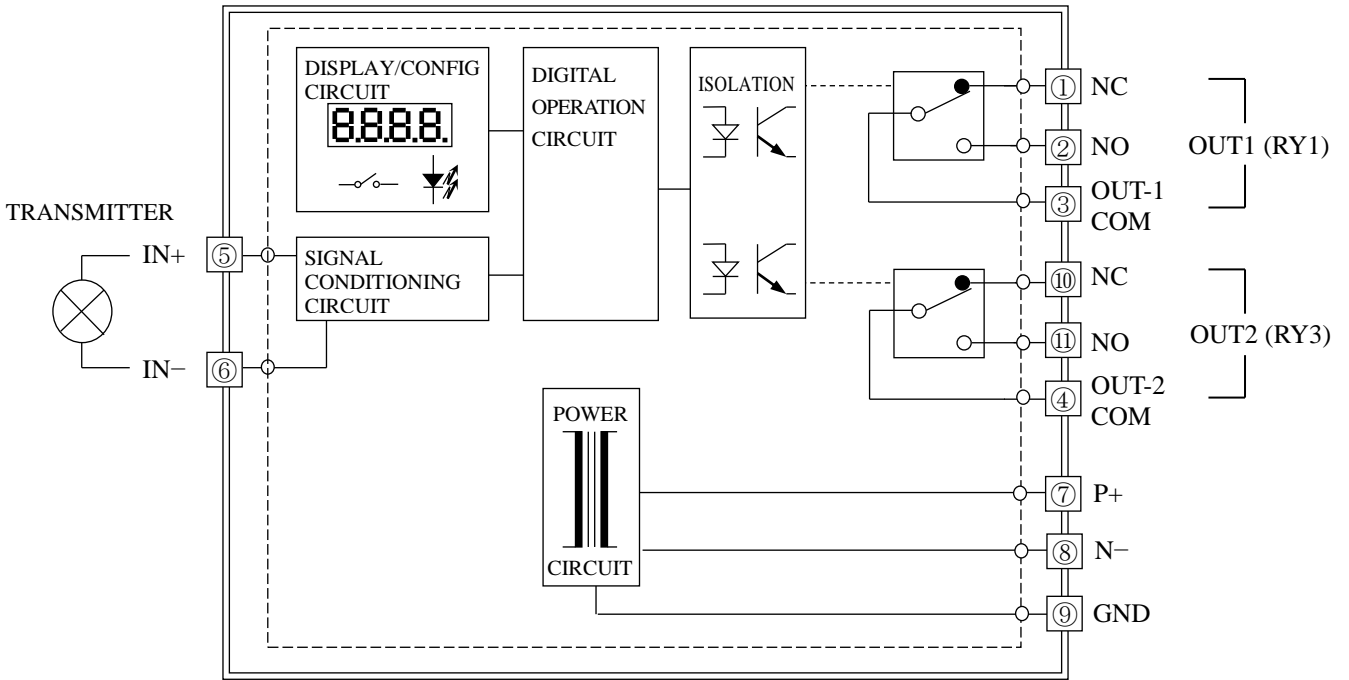 DISPLAY/CONFIG
CIRCUIT
8.8.8.8.
DIGITAL
OPERATION
CIRCUIT
ISOLATION
① NC
② NO
③ OUT-1
COM
OUT1 (RY1)
TRANSMITTER
IN+ ⑤
IN− ⑥
SIGNAL
CONDITIONING
CIRCUIT
⑩ NC
⑪ NO
④ OUT-2
COM
OUT2 (RY3)
POWER
CIRCUIT
⑦ P+
⑧ N−
⑨ GND